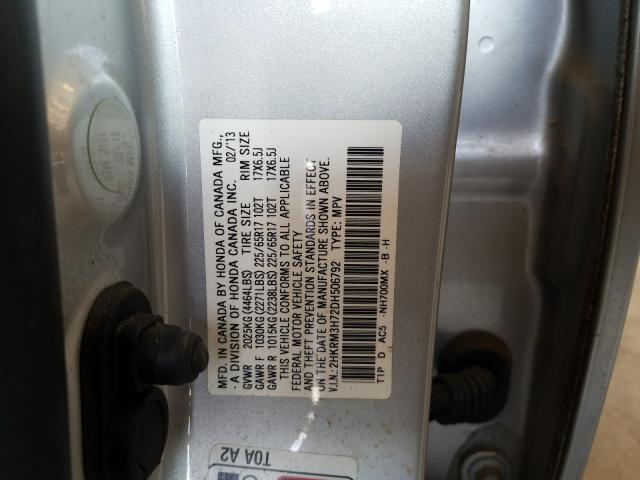 MFD. IN CANADA BY HONDA OF CANADA MFG.,
- A DIVISION OF HONDA CANADA INC. 02/13
GVWR 2025KG(4464LBS) TIRE SIZE RIM SIZE
GAWR F 1030KG(2271LBS) 225/65R17 102T 17X6.5J
GAWR R 1015KG(2238LBS) 225/65R17 102T 17X6.5J
THIS VEHICLE CONFORMS TO ALL APPLICABLE
FEDERAL MOTOR VEHICLE SAFETY
AND THEFT PREVENTION STANDARDS IN EFFECT
ON THE DATE OF MANUFACTURE SHOWN ABOVE.
V.I.N.: 2HKRM3H72DH506792 TYPE: MPV
T1P D AC5 -NH700MX -B -H
TOA A2